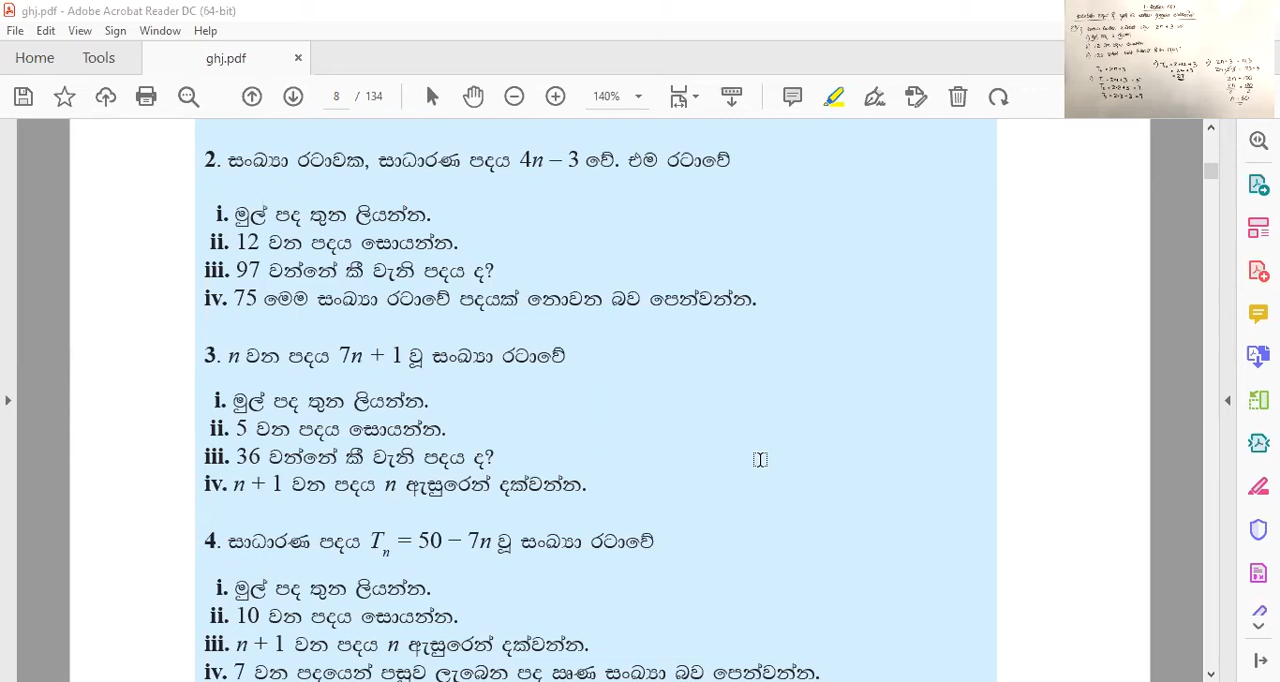 ghj.pdf - Adobe Acrobat Reader DC (64-bit)
File Edit View Sign Window Help
Home Tools ghj.pdf ×
8 / 134 140%
2. සංඛ්‍යා රටාවක, සාධාරණ පදය 4n – 3 වේ. එම රටාවේ
i. මුල් පද තුන ලියන්න.
ii. 12 වන පදය සොයන්න.
iii. 97 වන්නේ කී වැනි පදය ද?
iv. 75 මෙම සංඛ්‍යා රටාවේ පදයක් නොවන බව පෙන්වන්න.
3. n වන පදය 7n + 1 වූ සංඛ්‍යා රටාවේ
i. මුල් පද තුන ලියන්න.
ii. 5 වන පදය සොයන්න.
iii. 36 වන්නේ කී වැනි පදය ද?
iv. n + 1 වන පදය n ඇසුරෙන් දක්වන්න.
4. සාධාරණ පදය Tn = 50 − 7n වූ සංඛ්‍යා රටාවේ
i. මුල් පද තුන ලියන්න.
ii. 10 වන පදය සොයන්න.
iii. n + 1 වන පදය n ඇසුරෙන් දක්වන්න.
iv. 7 වන පදයෙන් පසුව ලැබෙන පද ඍණ සංඛ්‍යා බව පෙන්වන්න.